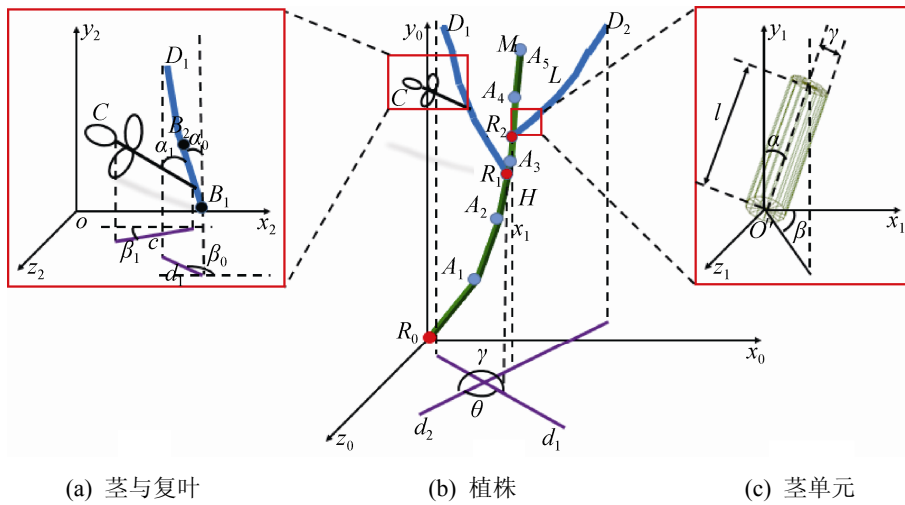 y₂
D₁
C
B₂
α₁
α₀
B₁
o
x₂
β₁
c
β₀
d₁
z₂
y₀
D₁
D₂
M
A₅
L
C
A₄
R₂
A₃
R₁
H
A₂
x₁
A₁
R₀
x₀
γ
θ
d₂
d₁
z₀
y₁
γ
l
α
O'
β
x₁
z₁
(a) 茎与复叶
(b) 植株
(c) 茎单元